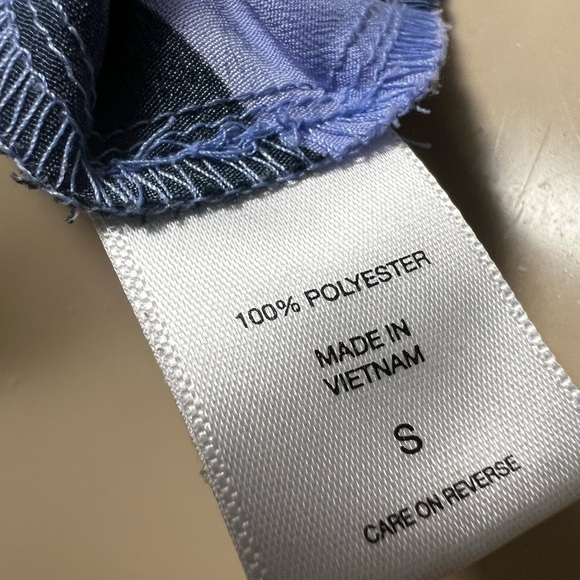 100% POLYESTER
MADE IN
VIETNAM
S
CARE ON REVERSE